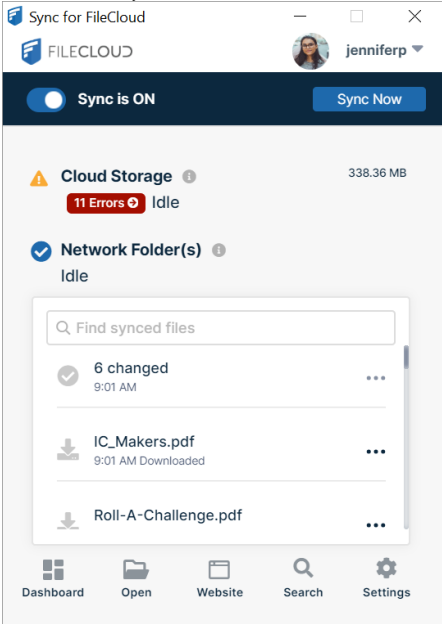 Sync for FileCloud
FILECLOUD
jenniferp
Sync is ON
Sync Now
Cloud Storage
338.36 MB
11 Errors
Idle
Network Folder(s)
Idle
Find synced files
6 changed
9:01 AM
IC_Makers.pdf
9:01 AM Downloaded
Roll-A-Challenge.pdf
Dashboard
Open
Website
Search
Settings